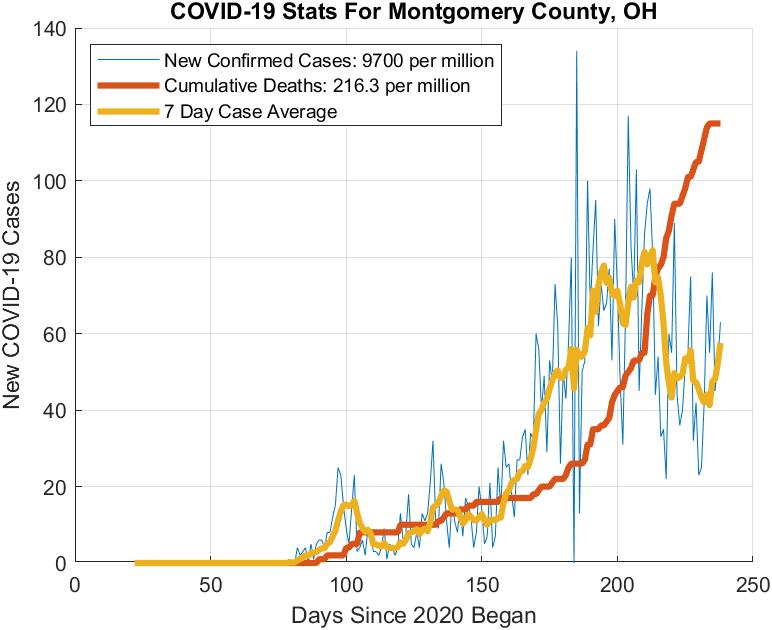 COVID-19 Stats For Montgomery County, OH
New Confirmed Cases: 9700 per million
Cumulative Deaths: 216.3 per million
7 Day Case Average
New COVID-19 Cases
140
120
100
80
60
40
20
0
0 50 100 150 200 250
Days Since 2020 Began